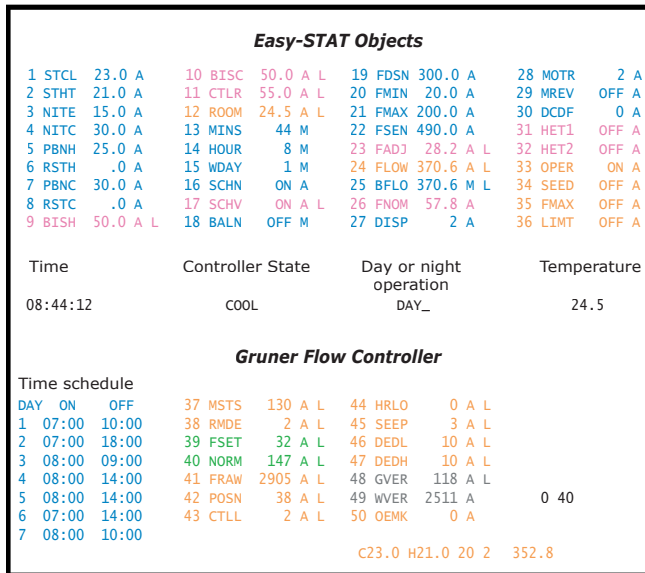 Easy-STAT Objects
1 STCL 23.0 A 10 BISC 50.0 A L 19 FDSN 300.0 A 28 MOTR 2 A
2 STHT 21.0 A 11 CTLR 55.0 A L 20 FMIN 20.0 A 29 MREV OFF A
3 NITE 15.0 A 12 ROOM 24.5 A L 21 FMAX 200.0 A 30 DCDF 0 A
4 NITC 30.0 A 13 MINS 44 M 22 FSEN 490.0 A 31 HET1 OFF A
5 PBNH 25.0 A 14 HOUR 8 M 23 FADJ 28.2 A L 32 HET2 OFF A
6 RSTH .0 A 15 WDAY 1 M 24 FLOW 370.6 A L 33 OPER ON A
7 PBNC 30.0 A 16 SCHN ON A 25 BFLO 370.6 M L 34 SEED OFF A
8 RSTC .0 A 17 SCHV ON A L 26 FNOM 57.8 A 35 FMAX OFF A
9 BISH 50.0 A L 18 BALN OFF M 27 DISP 2 A 36 LIMT OFF A
Time Controller State Day or night operation Temperature
08:44:12 COOL DAY_ 24.5
Gruner Flow Controller
Time schedule
DAY ON OFF 37 MSTS 130 A L 44 HRLO 0 A L
1 07:00 10:00 38 RMDE 2 A L 45 SEEP 3 A L
2 07:00 18:00 39 FSET 32 A L 46 DEDL 10 A L
3 08:00 09:00 40 NORM 147 A L 47 DEDH 10 A L
4 08:00 14:00 41 FRAW 2905 A L 48 GVER 118 A L
5 08:00 14:00 42 POSN 38 A L 49 WVER 2511 A 0 40
6 07:00 14:00 43 CTLL 2 A L 50 OEMK 0 A
7 08:00 10:00
C23.0 H21.0 20 2 352.8